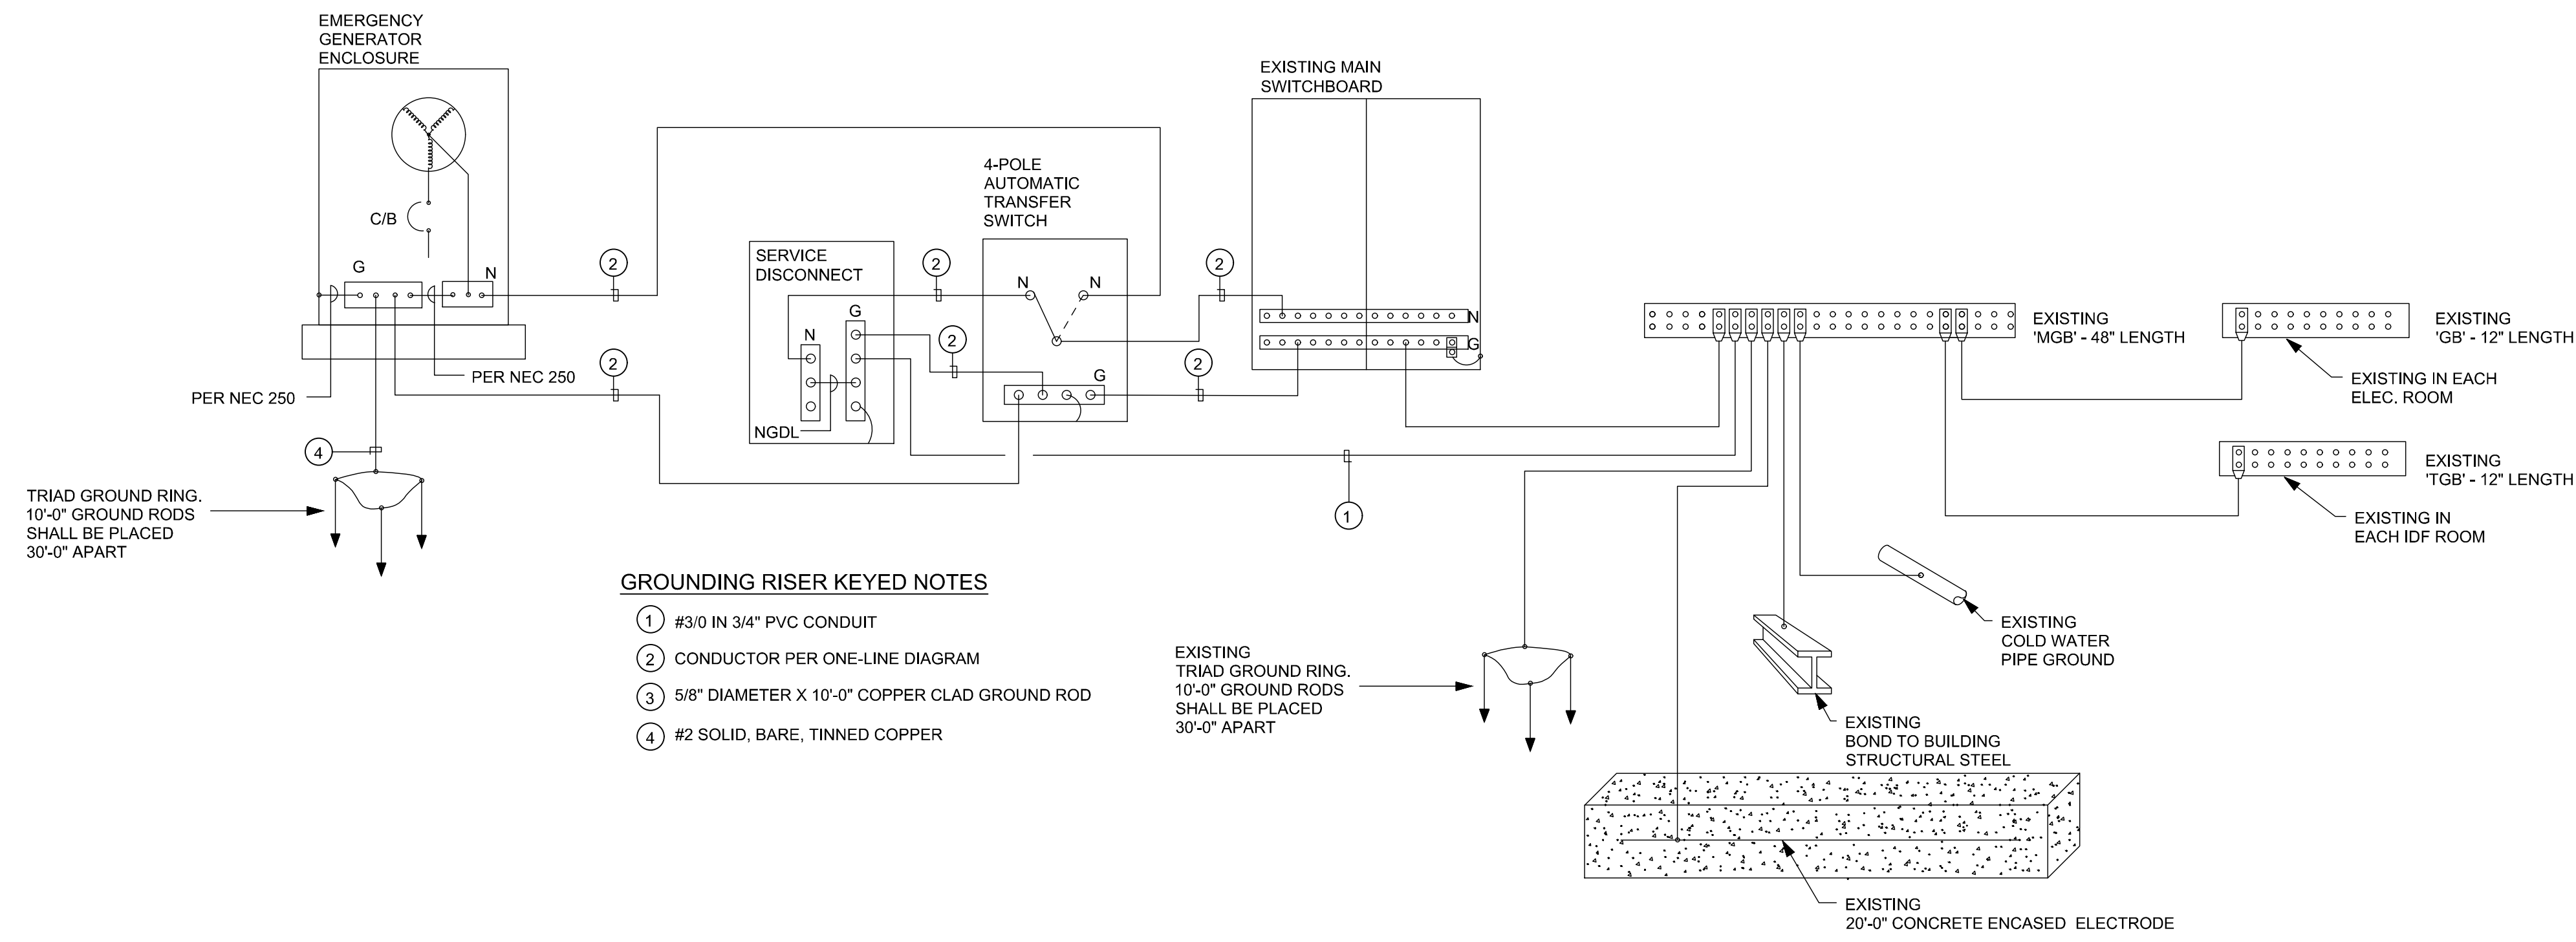 EMERGENCY
GENERATOR
ENCLOSURE
C/B
G
N
PER NEC 250
PER NEC 250
2
2
4
TRIAD GROUND RING.
10'-0" GROUND RODS
SHALL BE PLACED
30'-0" APART
SERVICE
DISCONNECT
N
G
NGDL
2
2
4-POLE
AUTOMATIC
TRANSFER
SWITCH
N
N
G
2
2
EXISTING MAIN
SWITCHBOARD
N
G
1
EXISTING
'MGB' - 48" LENGTH
EXISTING
'GB' - 12" LENGTH
EXISTING IN EACH
ELEC. ROOM
EXISTING
'TGB' - 12" LENGTH
EXISTING IN
EACH IDF ROOM
EXISTING
COLD WATER
PIPE GROUND
EXISTING
BOND TO BUILDING
STRUCTURAL STEEL
EXISTING
20'-0" CONCRETE ENCASED ELECTRODE
EXISTING
TRIAD GROUND RING.
10'-0" GROUND RODS
SHALL BE PLACED
30'-0" APART
GROUNDING RISER KEYED NOTES
1 #3/0 IN 3/4" PVC CONDUIT
2 CONDUCTOR PER ONE-LINE DIAGRAM
3 5/8" DIAMETER X 10'-0" COPPER CLAD GROUND ROD
4 #2 SOLID, BARE, TINNED COPPER